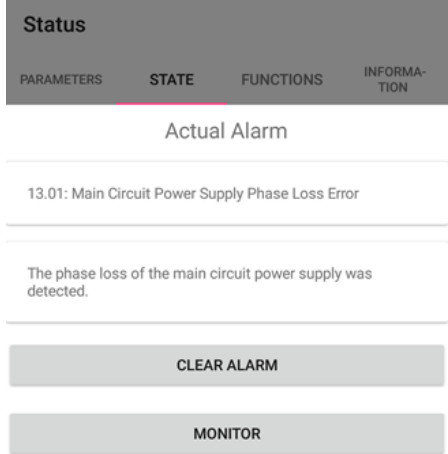 Status
PARAMETERS STATE FUNCTIONS INFORMA-
TION
Actual Alarm
13.01: Main Circuit Power Supply Phase Loss Error
The phase loss of the main circuit power supply was
detected.
CLEAR ALARM
MONITOR